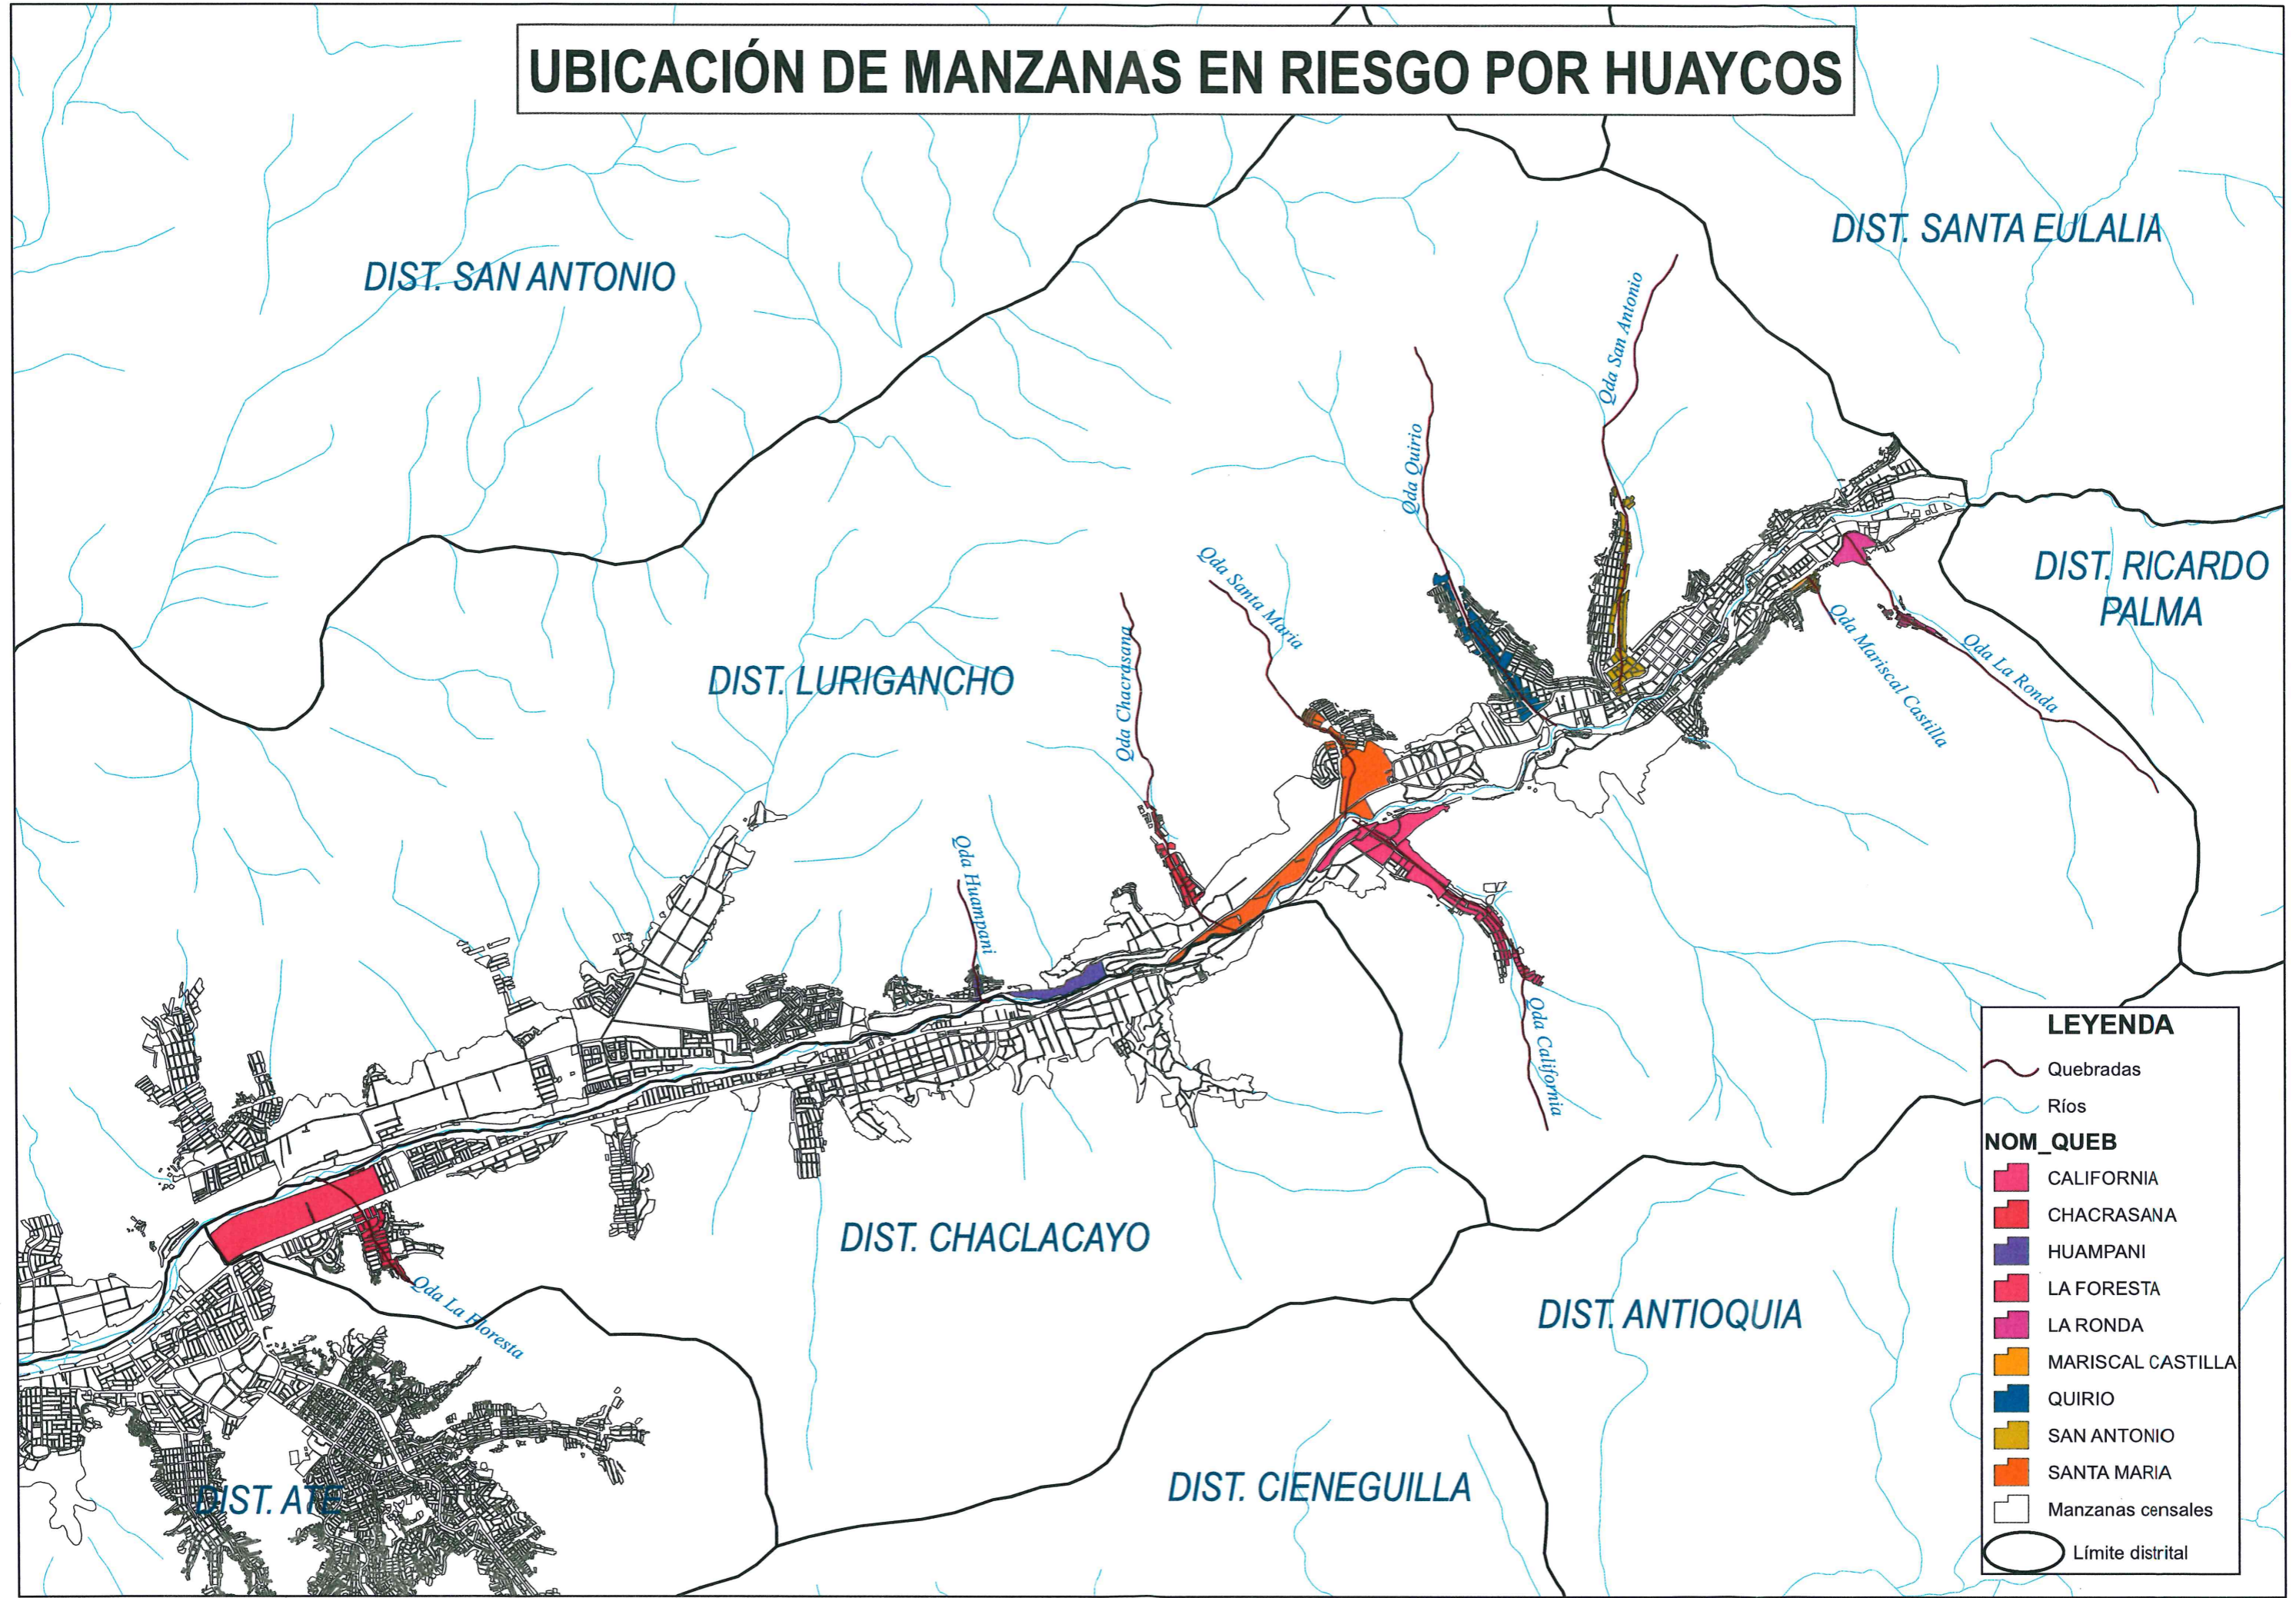 UBICACIÓN DE MANZANAS EN RIESGO POR HUAYCOS
DIST. SANTA EULALIA
DIST. SAN ANTONIO
Qda San Antonio
Qda Quirio
DIST. RICARDO
PALMA
Qda Santa Maria
Qda Chacrasana
DIST. LURIGANCHO
Qda Mariscal Castilla
Qda La Ronda
Qda Huampani
Qda California
DIST. CHACLACAYO
Qda La Floresta
DIST. ANTIOQUIA
DIST. CIENEGUILLA
DIST. ATE
LEYENDA
Quebradas
Ríos
NOM_QUEB
CALIFORNIA
CHACRASANA
HUAMPANI
LA FORESTA
LA RONDA
MARISCAL CASTILLA
QUIRIO
SAN ANTONIO
SANTA MARIA
Manzanas censales
Límite distrital